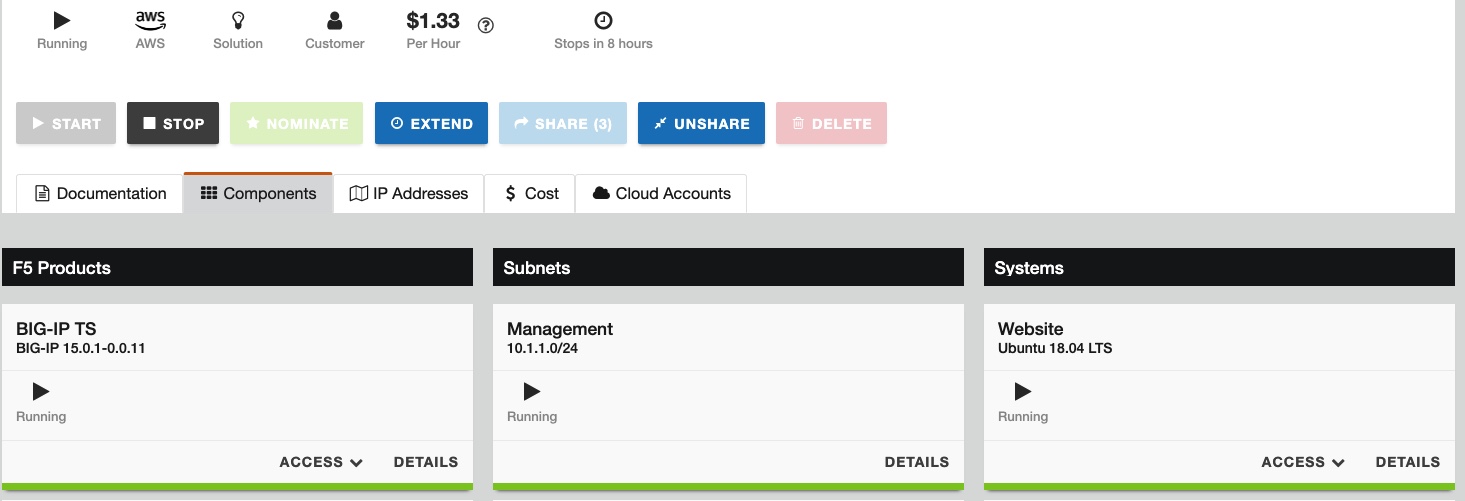 aws
$1.33
Running
AWS
Solution
Customer
Per Hour
Stops in 8 hours
START
STOP
NOMINATE
EXTEND
SHARE (3)
UNSHARE
DELETE
Documentation
Components
IP Addresses
$ Cost
Cloud Accounts
F5 Products
BIG-IP TS
BIG-IP 15.0.1-0.0.11
Running
ACCESS
DETAILS
Subnets
Management
10.1.1.0/24
Running
DETAILS
Systems
Website
Ubuntu 18.04 LTS
Running
ACCESS
DETAILS